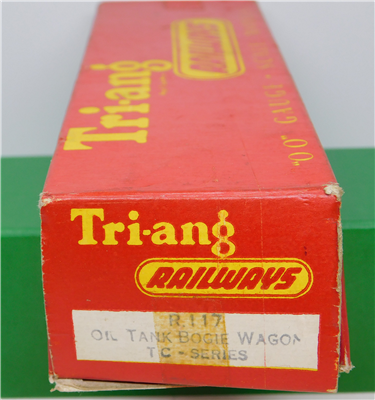 Tri-ang
RAILWAYS
"OO" GAUGE
Tri-ang
RAILWAYS
R.117
OIL TANK BOGIE WAGON
TC-SERIES